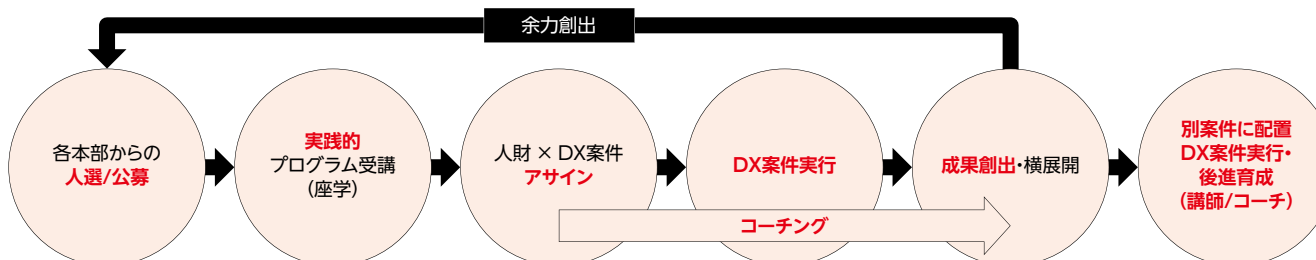 余力創出
各本部からの
人選/公募
実践的
プログラム受講
(座学)
人財 × DX案件
アサイン
DX案件実行
成果創出・横展開
別案件に配置
DX案件実行・
後進育成
(講師/コーチ)
コーチング